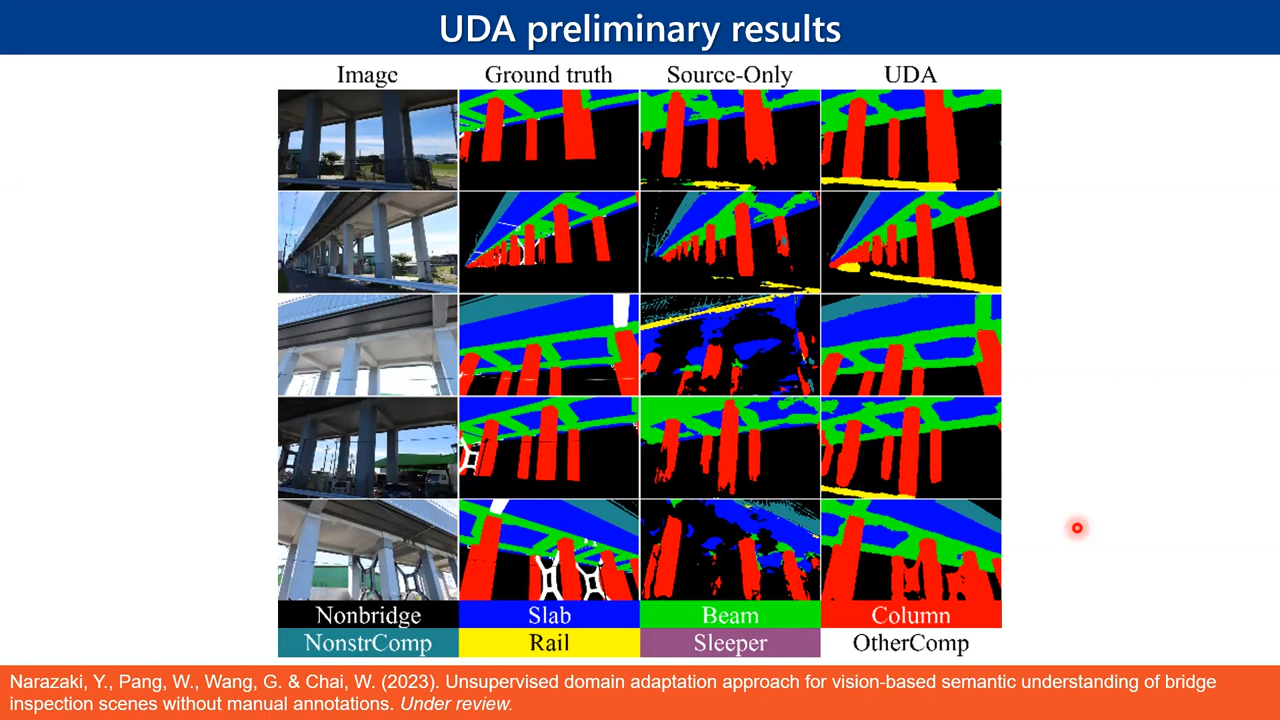 UDA preliminary results
Image Ground truth Source-Only UDA
Nonbridge Slab Beam Column
NonstrComp Rail Sleeper OtherComp
Narazaki, Y., Pang, W., Wang, G. & Chai, W. (2023). Unsupervised domain adaptation approach for vision-based semantic understanding of bridge
inspection scenes without manual annotations. Under review.